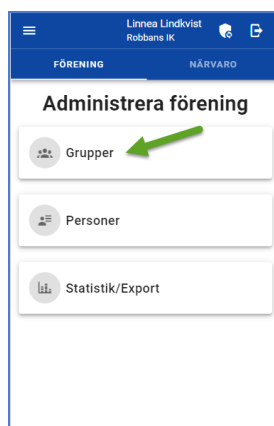 Linnea Lindkvist
Robbans IK
FÖRENING
NÄRVARO
Administrera förening
Grupper
Personer
Statistik/Export